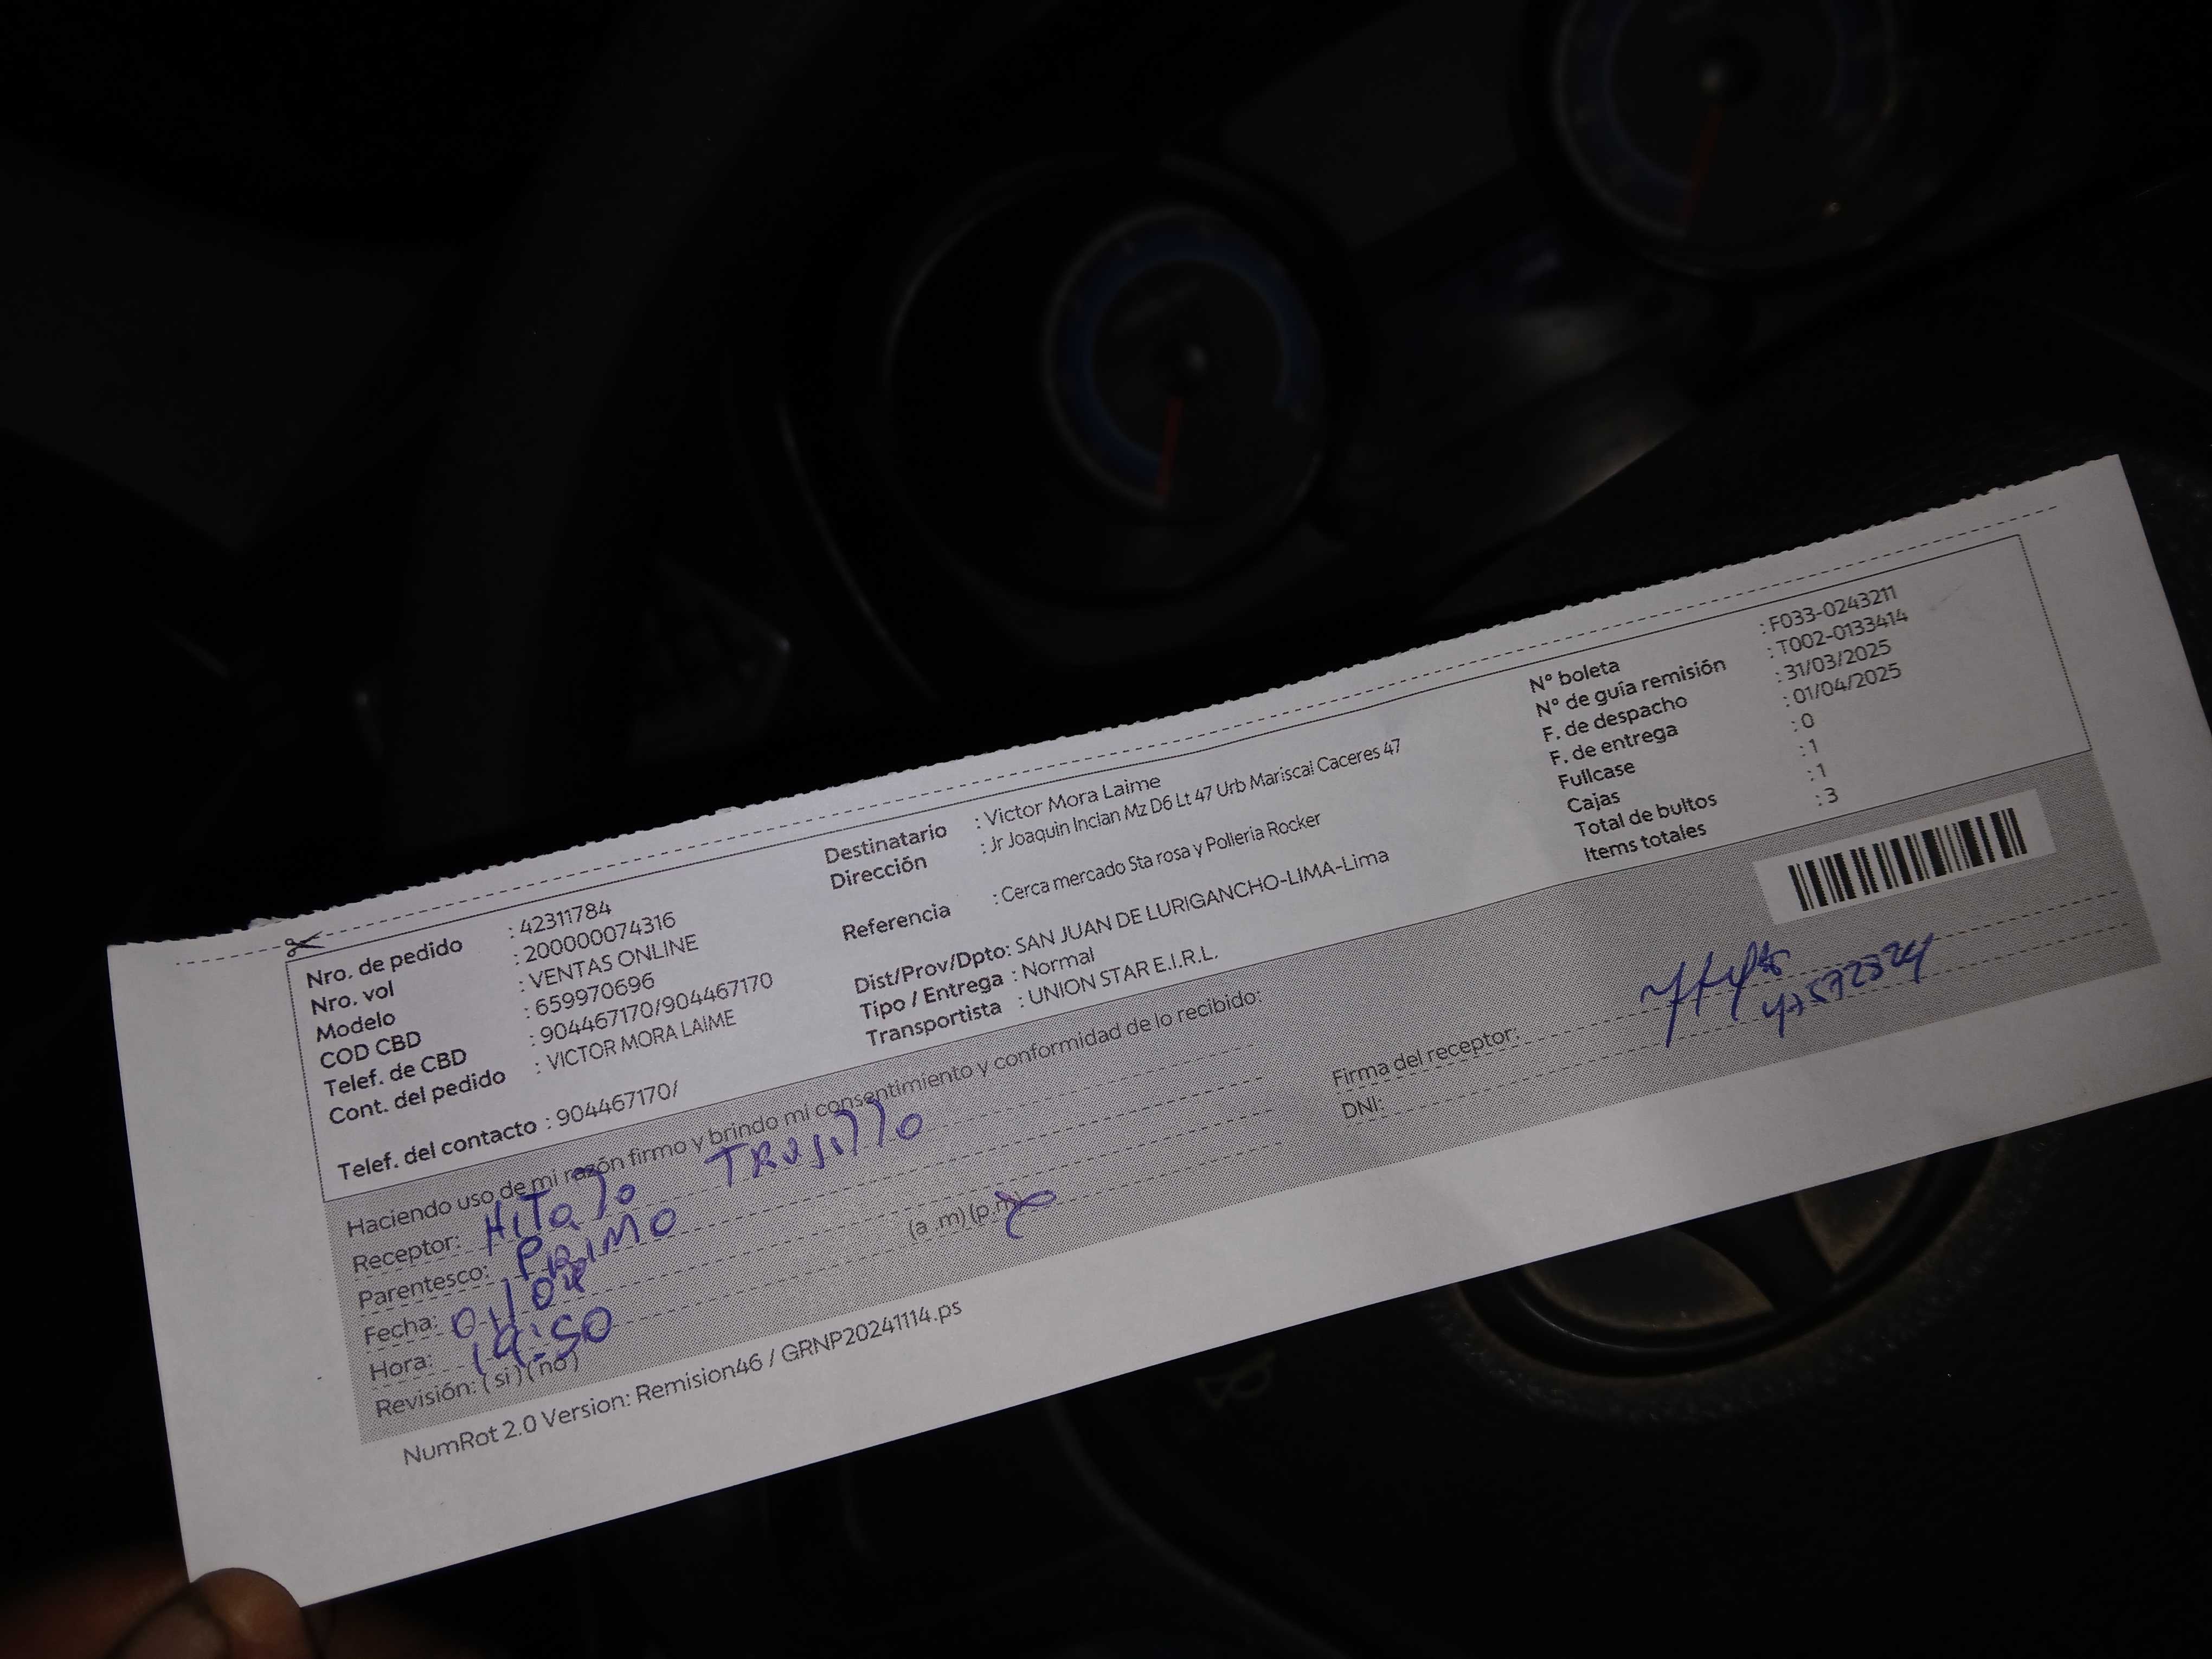 Nro. de pedido : 42311784
Nro. vol : 200000074316
Modelo : VENTAS ONLINE
COD CBD : 659970696
Telef. de CBD : 904467170/904467170
Cont. del pedido : VICTOR MORA LAIME
Telef. del contacto : 904467170/
Destinatario : Victor Mora Laime
Dirección : Jr Joaquin Inclan Mz D6 Lt 47 Urb Mariscal Caceres 47
Referencia : Cerca mercado Sta rosa y Polleria Rocker
Dist/Prov/Dpto: SAN JUAN DE LURIGANCHO-LIMA-Lima
Tipo / Entrega : Normal
Transportista : UNION STAR E.I.R.L.
N° boleta : F033-0243211
N° de guía remisión : T002-0133414
F. de despacho : 31/03/2025
F. de entrega : 01/04/2025
Fullcase : 0
Cajas : 1
Total de bultos : 1
Items totales : 3
Haciendo uso de mi razón firmo y brindo mi consentimiento y conformidad de lo recibido:
Receptor: HITalo TRUJillo
Parentesco: PRIMO
Fecha: 01/04
Hora: :50 (a .m) (p.m)
Revisión: ( si ) ( no )
Firma del receptor:
DNI:
NumRot 2.0 Version: Remision46 / GRNP20241114.ps